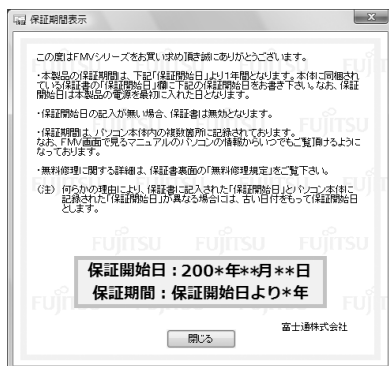 保証期間表示
この度はFMVシリーズをお買い求め頂き誠にありがとうございます。
・本製品の保証期間は、下記「保証開始日」より1年間となります。本体に同梱され
ている保証書の「保証開始日」欄に下記の保証開始日をお書き下さい。なお、保証
開始日は本製品の電源を最初に入れた日となります。
・保証開始日の記入が無い場合、保証書は無効となります。
・保証期間は、パソコン本体内の複数箇所に記録されております。
なお、FMV画面で見るマニュアルのパソコンの情報からいつでもご覧頂けるように
なっております。
・無料修理に関する詳細は、保証書裏面の「無料修理規定」をご覧下さい。
(注) 何らかの理由により、保証書に記入された「保証開始日」とパソコン本体に
記録された「保証開始日」が異なる場合には、古い日付をもって保証開始日
とします。
FUJITSU FUJITSU FUJITSU
保証開始日:200*年**月**日
保証期間:保証開始日より*年
富士通株式会社
閉じる